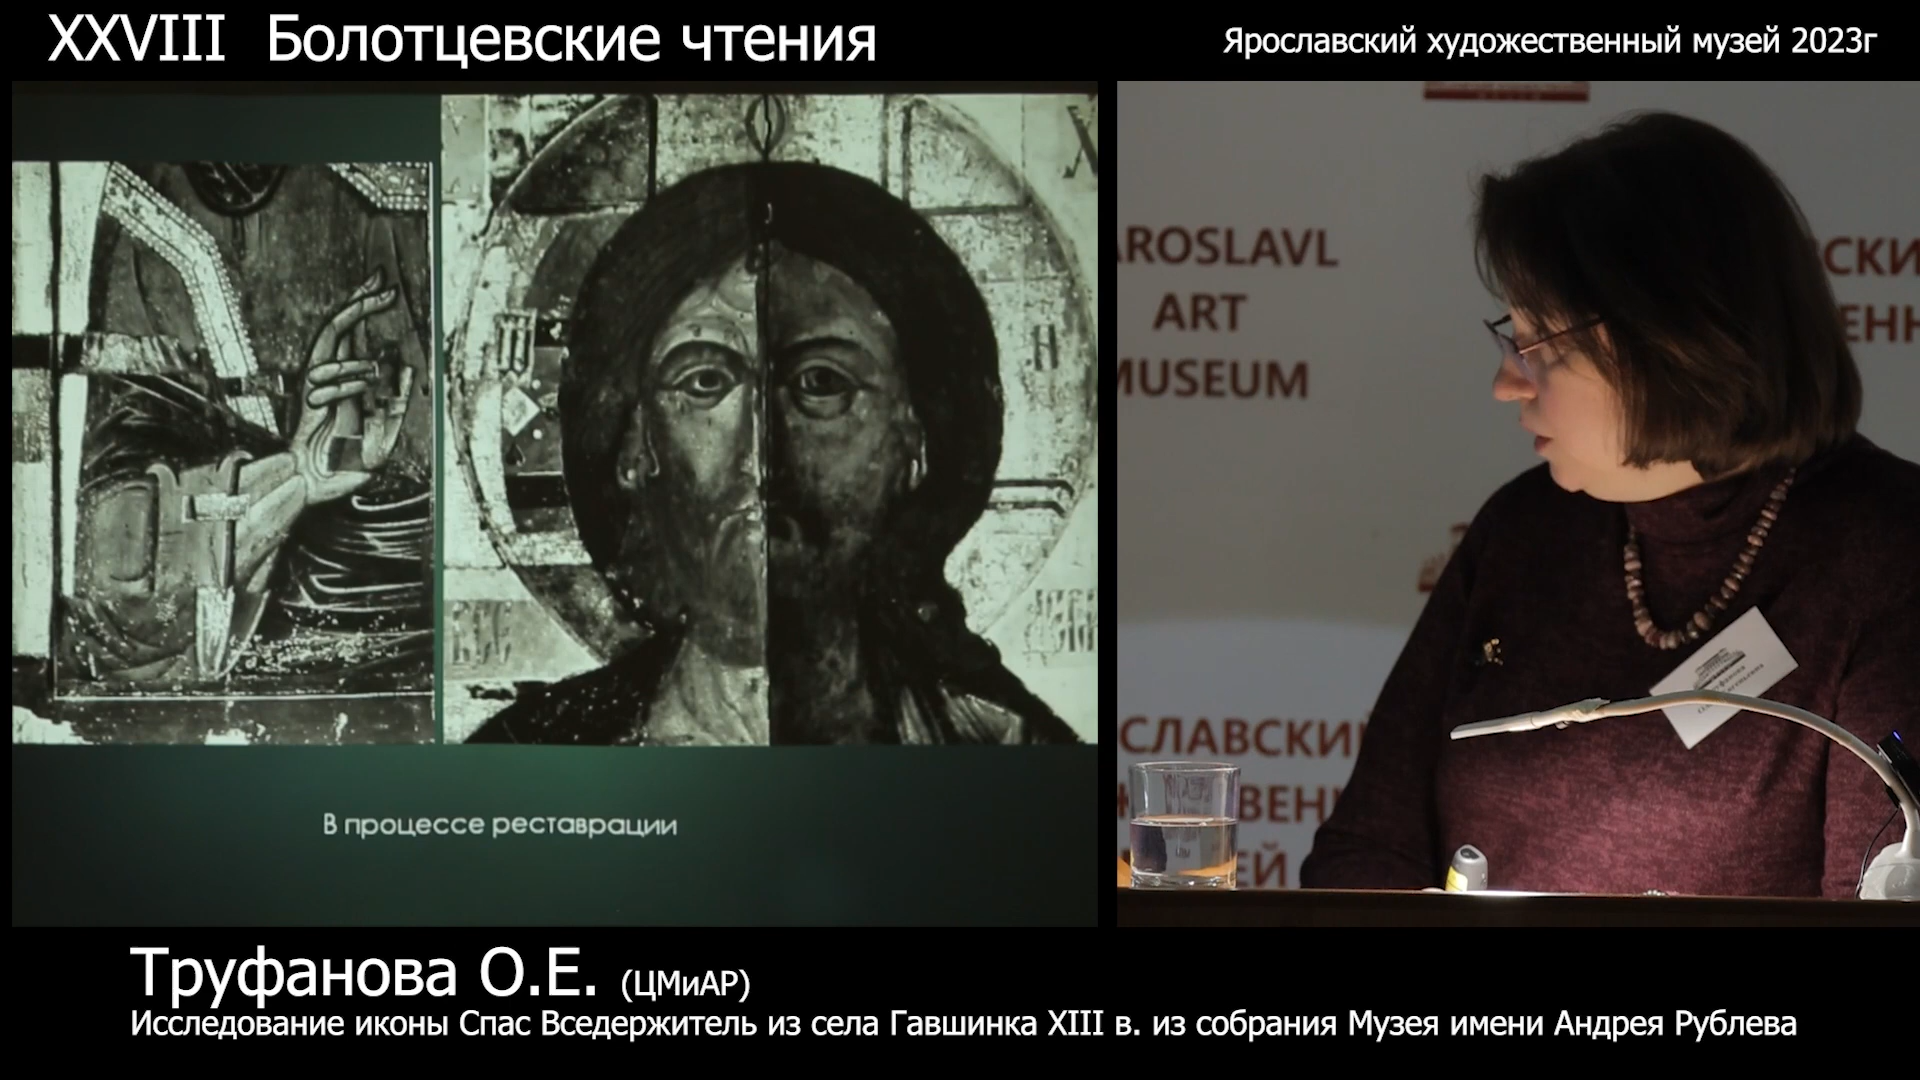 XXVIII Болотцевские чтения
Ярославский художественный музей 2023г
В процессе реставрации
AROSLAVL
ART
MUSEUM
Труфанова О.Е. (ЦМиАР)
Исследование иконы Спас Вседержитель из села Гавшинка XIII в. из собрания Музея имени Андрея Рублева